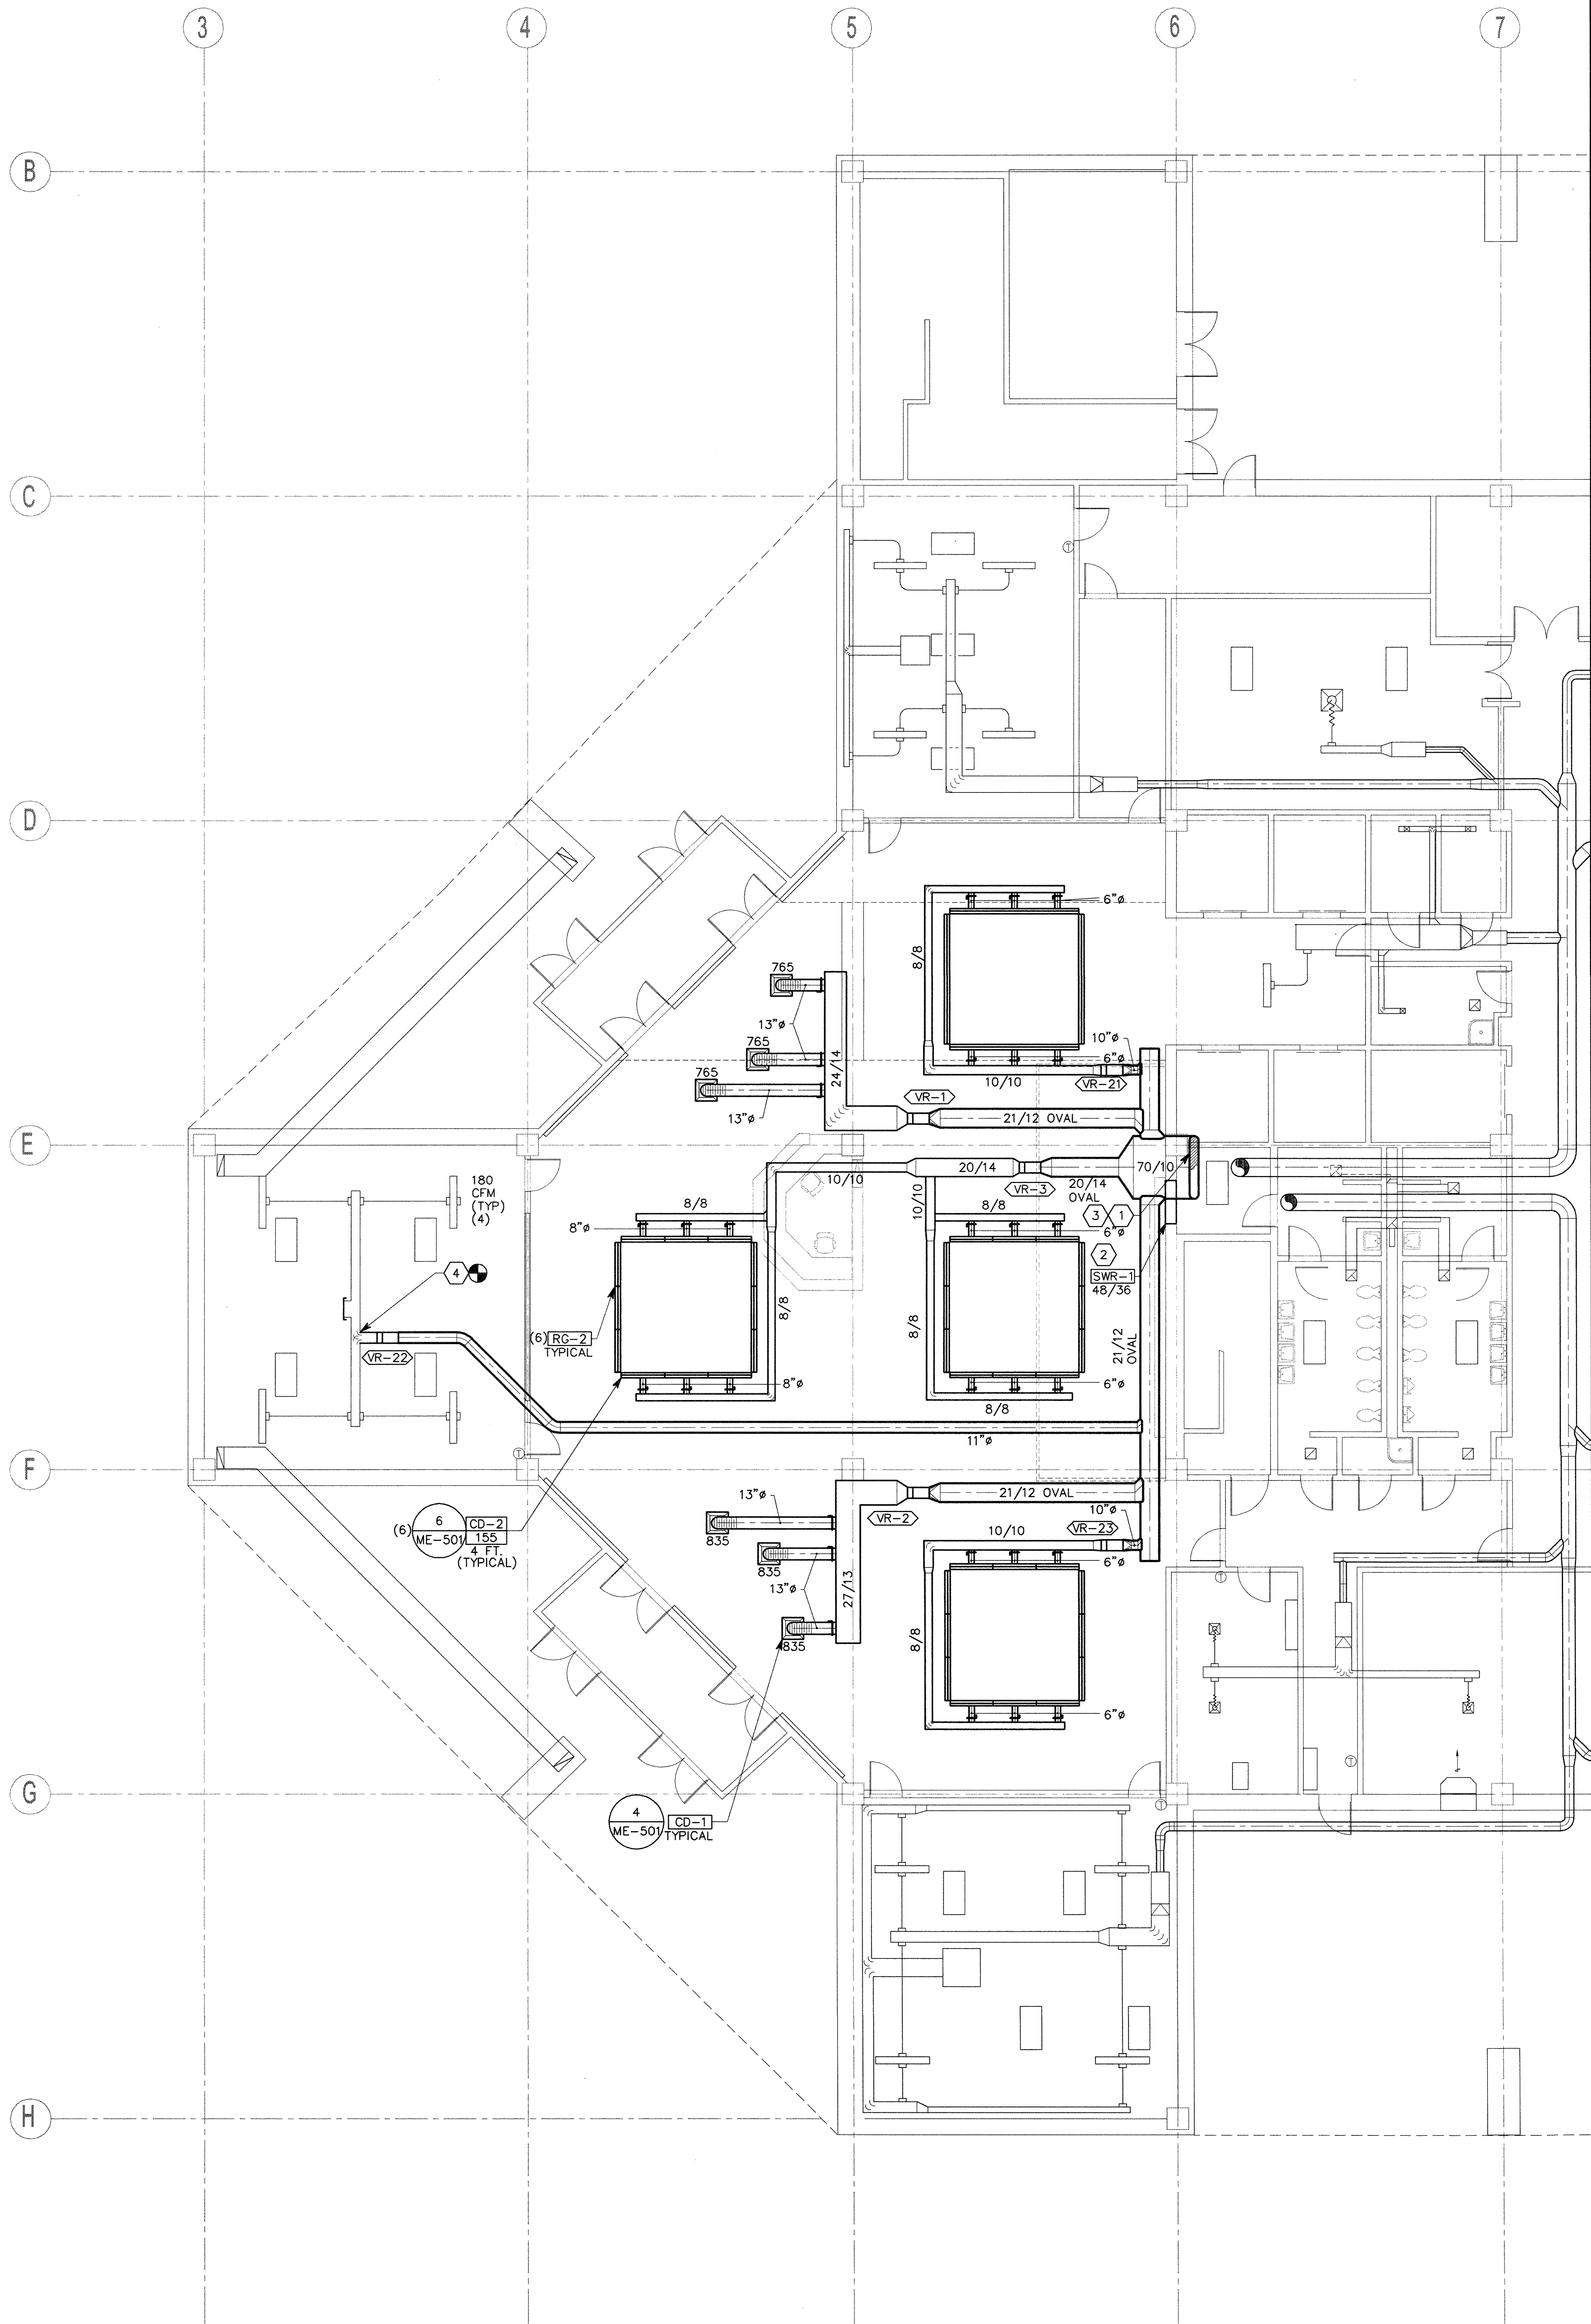 3
4
5
6
7
B
C
D
E
F
G
H
T
6"ø
8/8
765
13"ø
765
24/14
10"ø
6"ø
765
10/10
VR-21
VR-1
13"ø
21/12 OVAL
10/10
20/14
70/10
180
CFM
(TYP)
(4)
VR-3
20/14
OVAL
10/10
8/8
8/8
3
1
8"ø
6"ø
2
4
SWR-1
48/36
8/8
8/8
(6)
RG-2
TYPICAL
21/12
OVAL
VR-22
8"ø
6"ø
8/8
11"ø
T
13"ø
21/12 OVAL
10"ø
VR-2
6
ME-501
(6)
CD-2
155
4 FT.
(TYPICAL)
10/10
VR-23
835
6"ø
835
13"ø
27/13
T
835
8/8
6"ø
T
4
ME-501
CD-1
TYPICAL
T